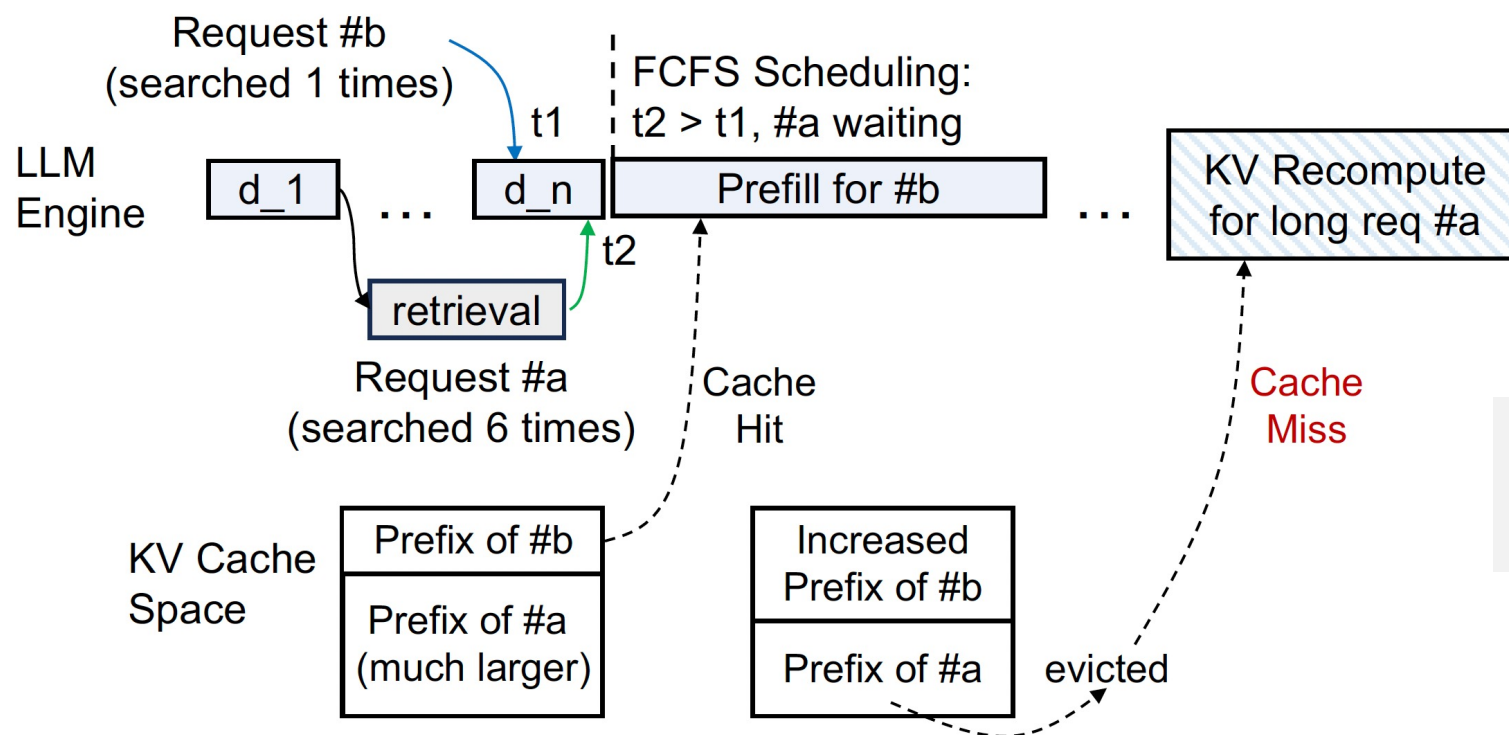 Request #b
(searched 1 times)
FCFS Scheduling:
t2 > t1, #a waiting
t1
LLM
Engine
d_1
...
d_n
Prefill for #b
...
KV Recompute
for long req #a
t2
retrieval
Request #a
(searched 6 times)
Cache
Hit
Cache
Miss
KV Cache
Space
Prefix of #b
Prefix of #a
(much larger)
Increased
Prefix of #b
Prefix of #a
evicted